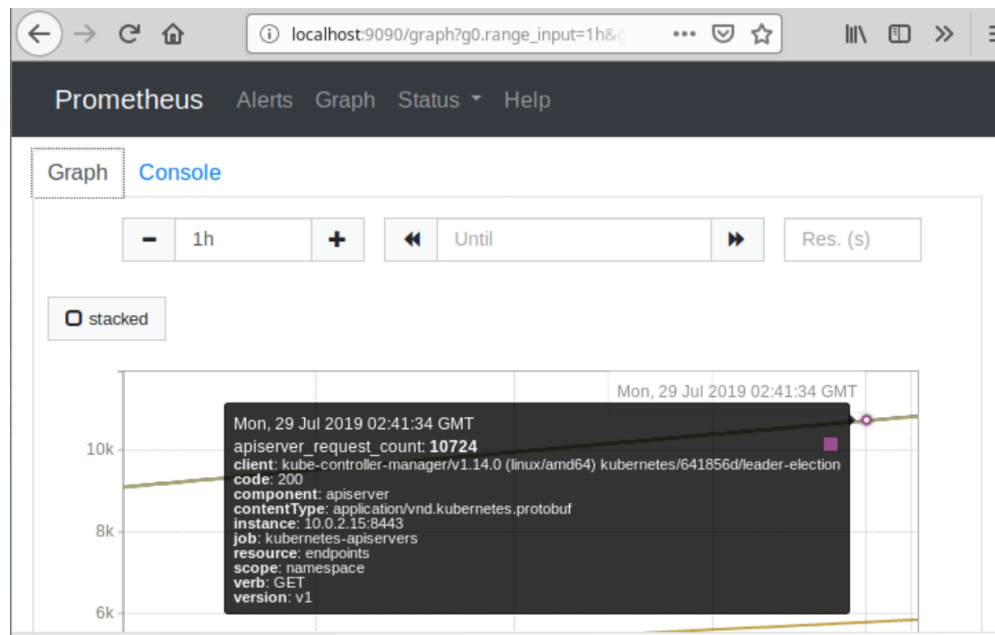 localhost:9090/graph?g0.range_input=1h&g
Prometheus Alerts Graph Status Help
Graph Console
1h Until Res. (s)
stacked
Mon, 29 Jul 2019 02:41:34 GMT
Mon, 29 Jul 2019 02:41:34 GMT
apiserver_request_count: 10724
client: kube-controller-manager/v1.14.0 (linux/amd64) kubernetes/641856d/leader-election
code: 200
component: apiserver
contentType: application/vnd.kubernetes.protobuf
instance: 10.0.2.15:8443
job: kubernetes-apiservers
resource: endpoints
scope: namespace
verb: GET
version: v1
10k
8k
6k